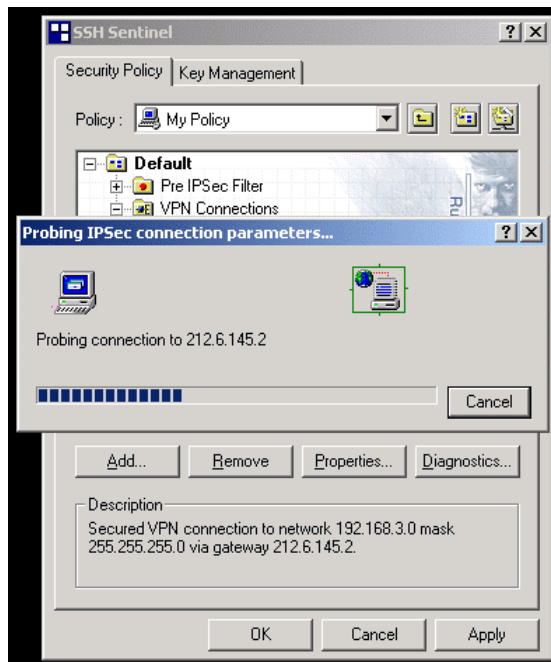 SSH Sentinel
Security Policy Key Management
Policy : My Policy
Default
Pre IPSec Filter
VPN Connections
Ru
Probing IPSec connection parameters...
Probing connection to 212.6.145.2
Cancel
Add... Remove Properties... Diagnostics...
Description
Secured VPN connection to network 192.168.3.0 mask
255.255.255.0 via gateway 212.6.145.2.
OK Cancel Apply